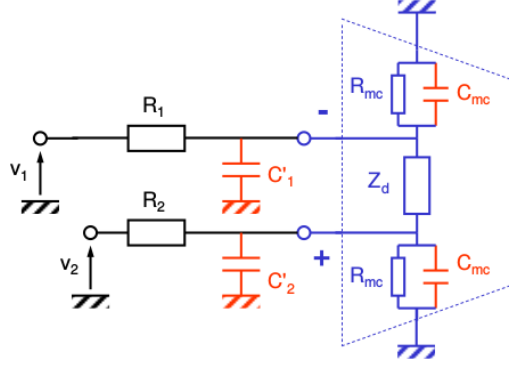 R₁
v₁
C'₁
-
R₂
v₂
C'₂
+
Rmc
Cmc
Zd
Rmc
Cmc